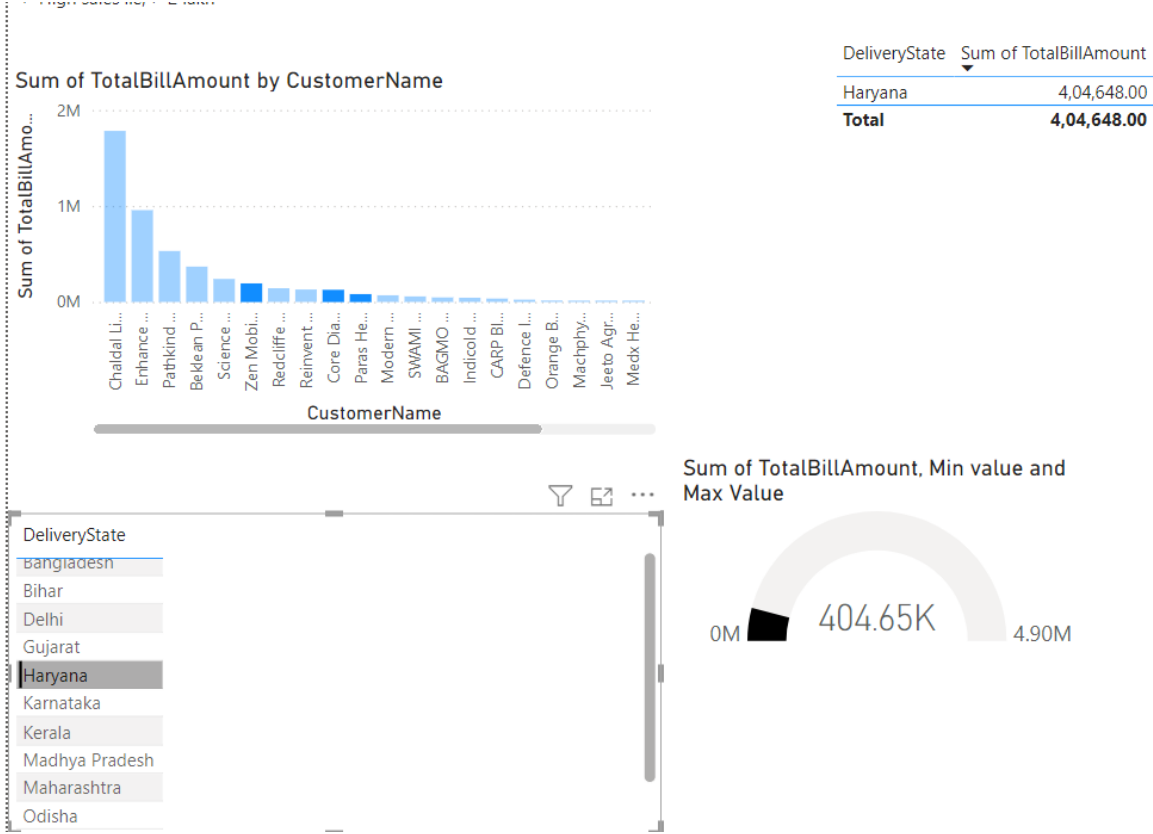 DeliveryState Sum of TotalBillAmount
Haryana 4,04,648.00
Total 4,04,648.00
Sum of TotalBillAmount by CustomerName
Sum of TotalBillAmo...
2M
1M
0M
Chaldal Li...
Enhance ...
Pathkind ...
Beklean P...
Science ...
Zen Mobi...
Redcliffe ...
Reinvent ...
Core Dia...
Paras He...
Modern ...
SWAMI ...
BAGMO ...
Indicold ...
CARP BI...
Defence I...
Orange B...
Machphy...
Jeeto Agr...
Medx He...
CustomerName
Sum of TotalBillAmount, Min value and
Max Value
0M 404.65K 4.90M
DeliveryState
Bangladesh
Bihar
Delhi
Gujarat
Haryana
Karnataka
Kerala
Madhya Pradesh
Maharashtra
Odisha